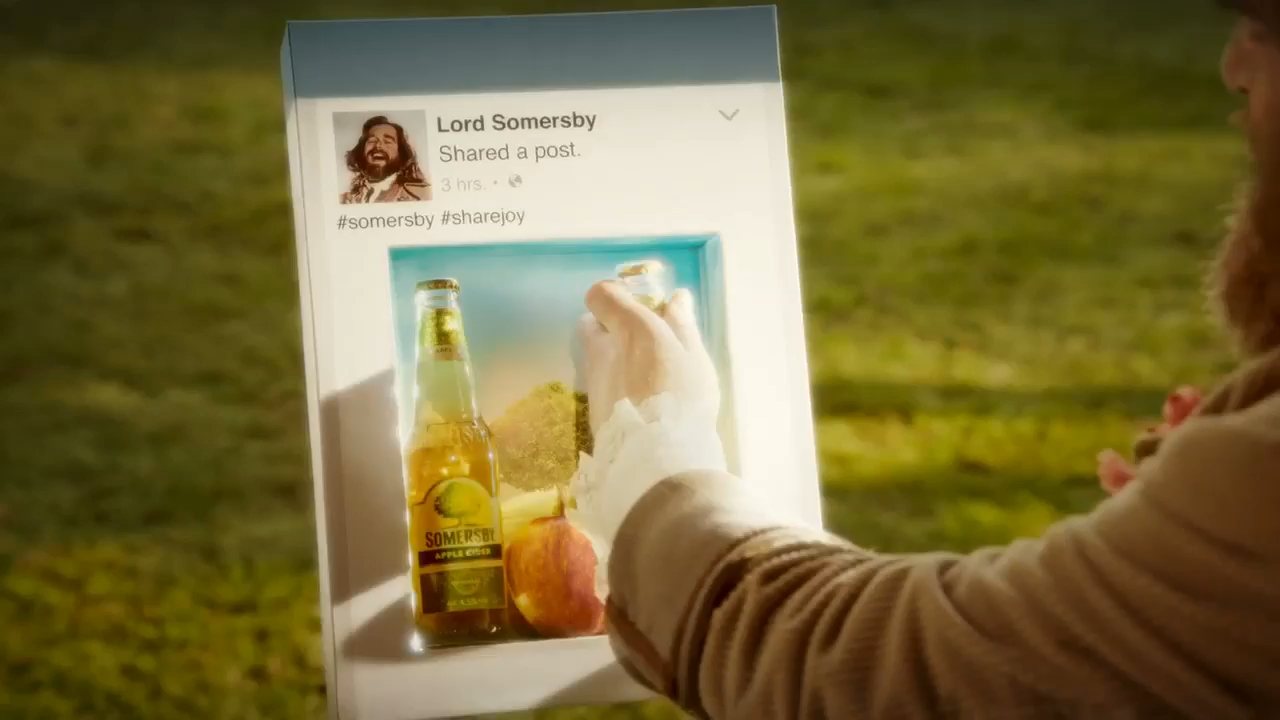 Lord Somersby
Shared a post.
3 hrs. •
#somersby #sharejoy
SOMERSBY
APPLE CIDER